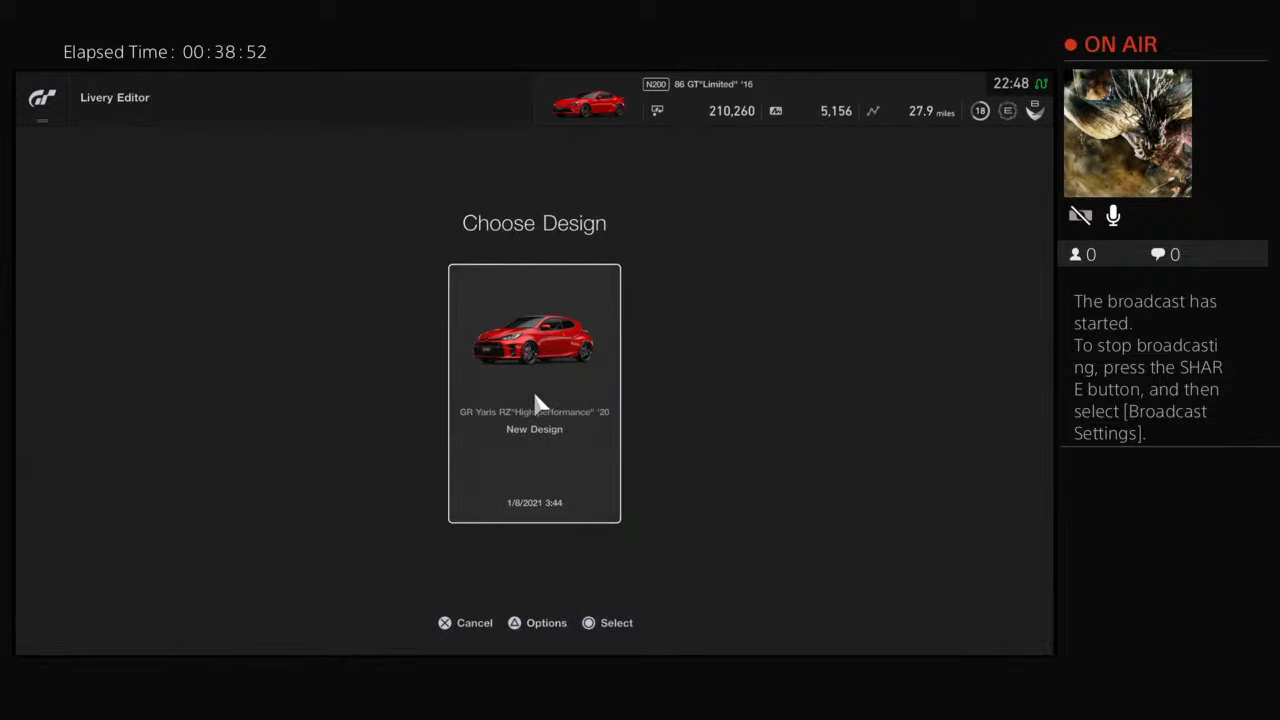 Elapsed Time: 00:38:52
ON AIR
Livery Editor
N200 86 GT"Limited" '16
210,260 5,156 27.9 miles 18 E
22:48
Choose Design
GR Yaris RZ"High performance" '20
New Design
1/8/2021 3:44
Cancel Options Select
0 0
The broadcast has
started.
To stop broadcasti
ng, press the SHAR
E button, and then
select [Broadcast
Settings].